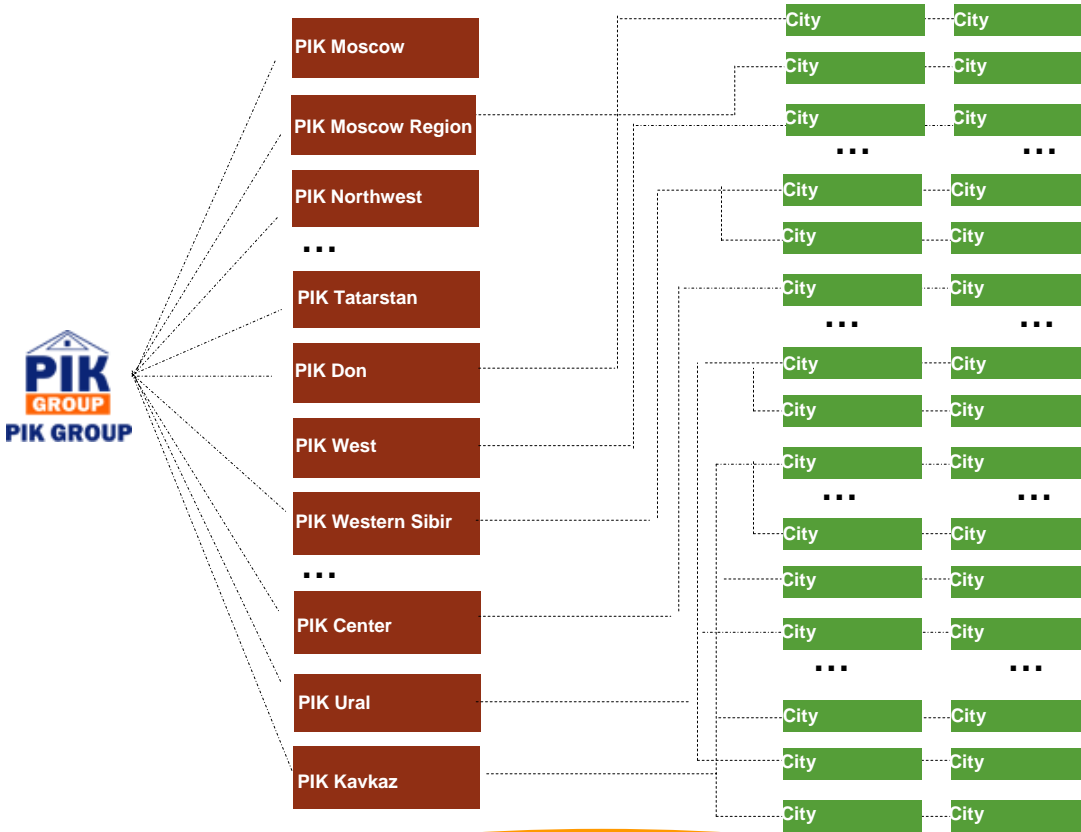 PIK
GROUP
PIK GROUP
PIK Moscow
PIK Moscow Region
PIK Northwest
...
PIK Tatarstan
PIK Don
PIK West
PIK Western Sibir
...
PIK Center
PIK Ural
PIK Kavkaz
City City
City City
City City
... ...
City City
City City
City City
... ...
City City
City City
City City
... ...
City City
City City
City City
... ...
City City
City City
City City